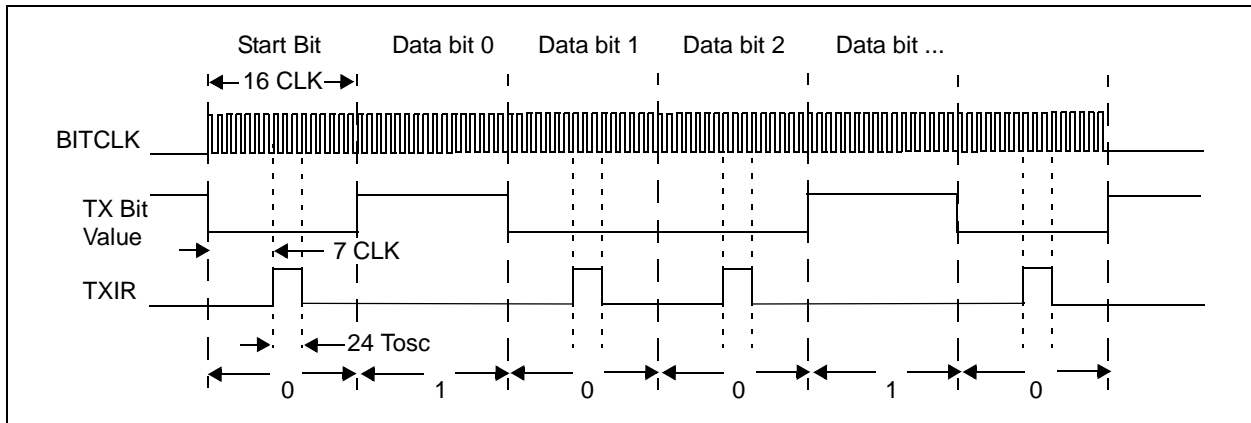 Start Bit Data bit 0 Data bit 1 Data bit 2 Data bit ...
16 CLK
BITCLK
TX Bit
Value
7 CLK
TXIR
24 Tosc
0 1 0 0 1 0